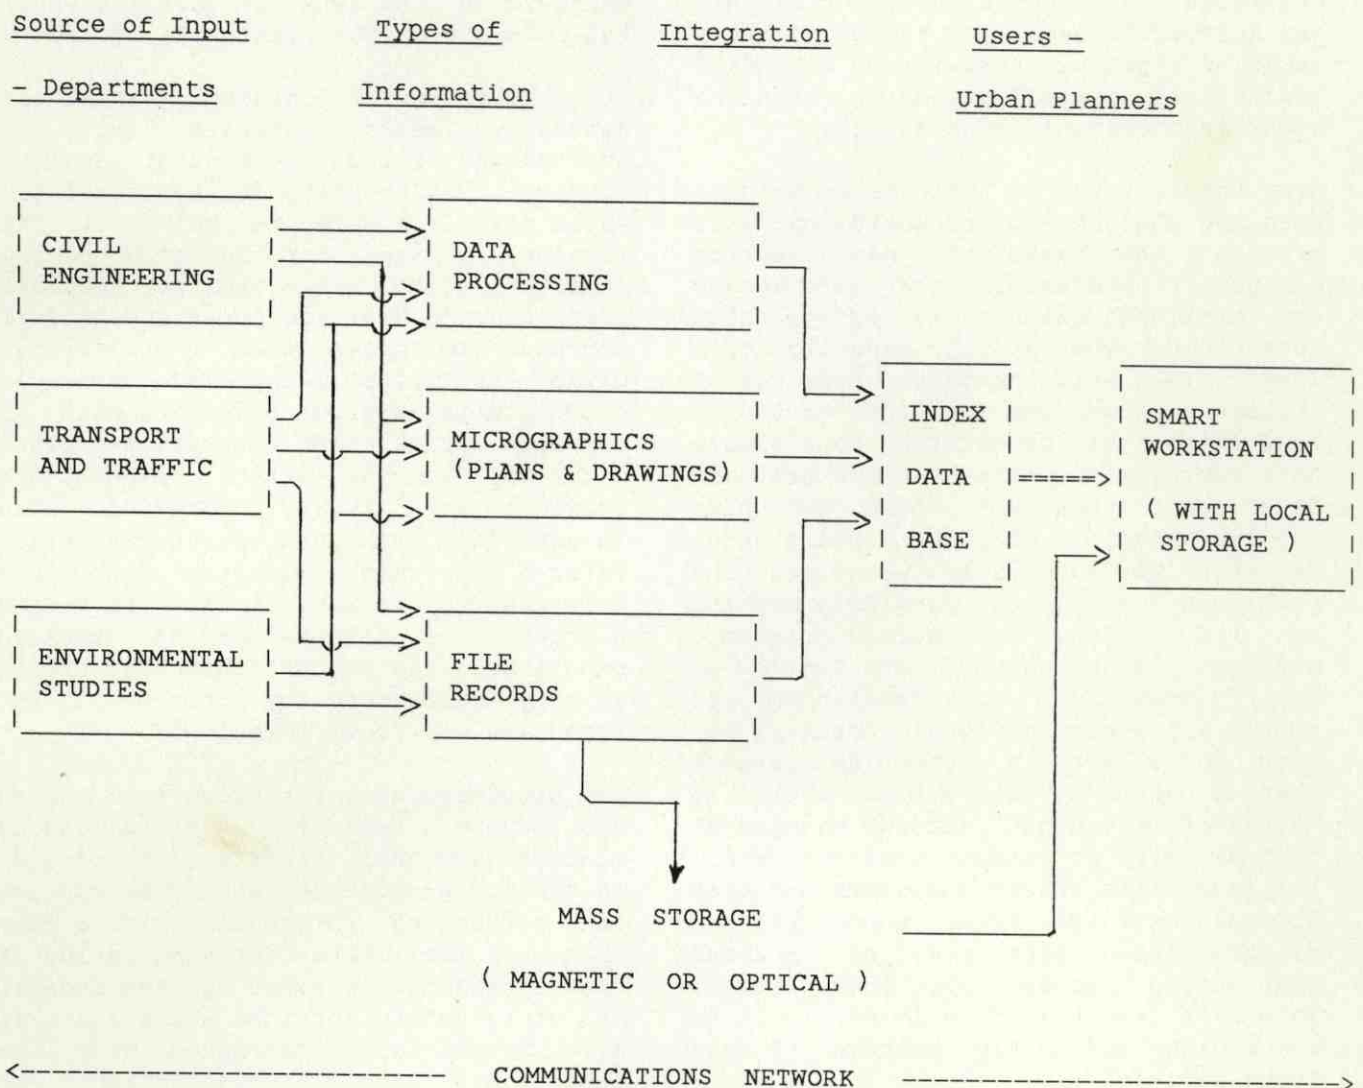 Source of Input
- Departments
Types of
Information
Integration
Users -
Urban Planners
CIVIL
ENGINEERING
TRANSPORT
AND TRAFFIC
ENVIRONMENTAL
STUDIES
DATA
PROCESSING
MICROGRAPHICS
(PLANS & DRAWINGS)
FILE
RECORDS
INDEX
DATA
BASE
SMART
WORKSTATION
( WITH LOCAL
STORAGE )
MASS STORAGE
( MAGNETIC OR OPTICAL )
COMMUNICATIONS NETWORK